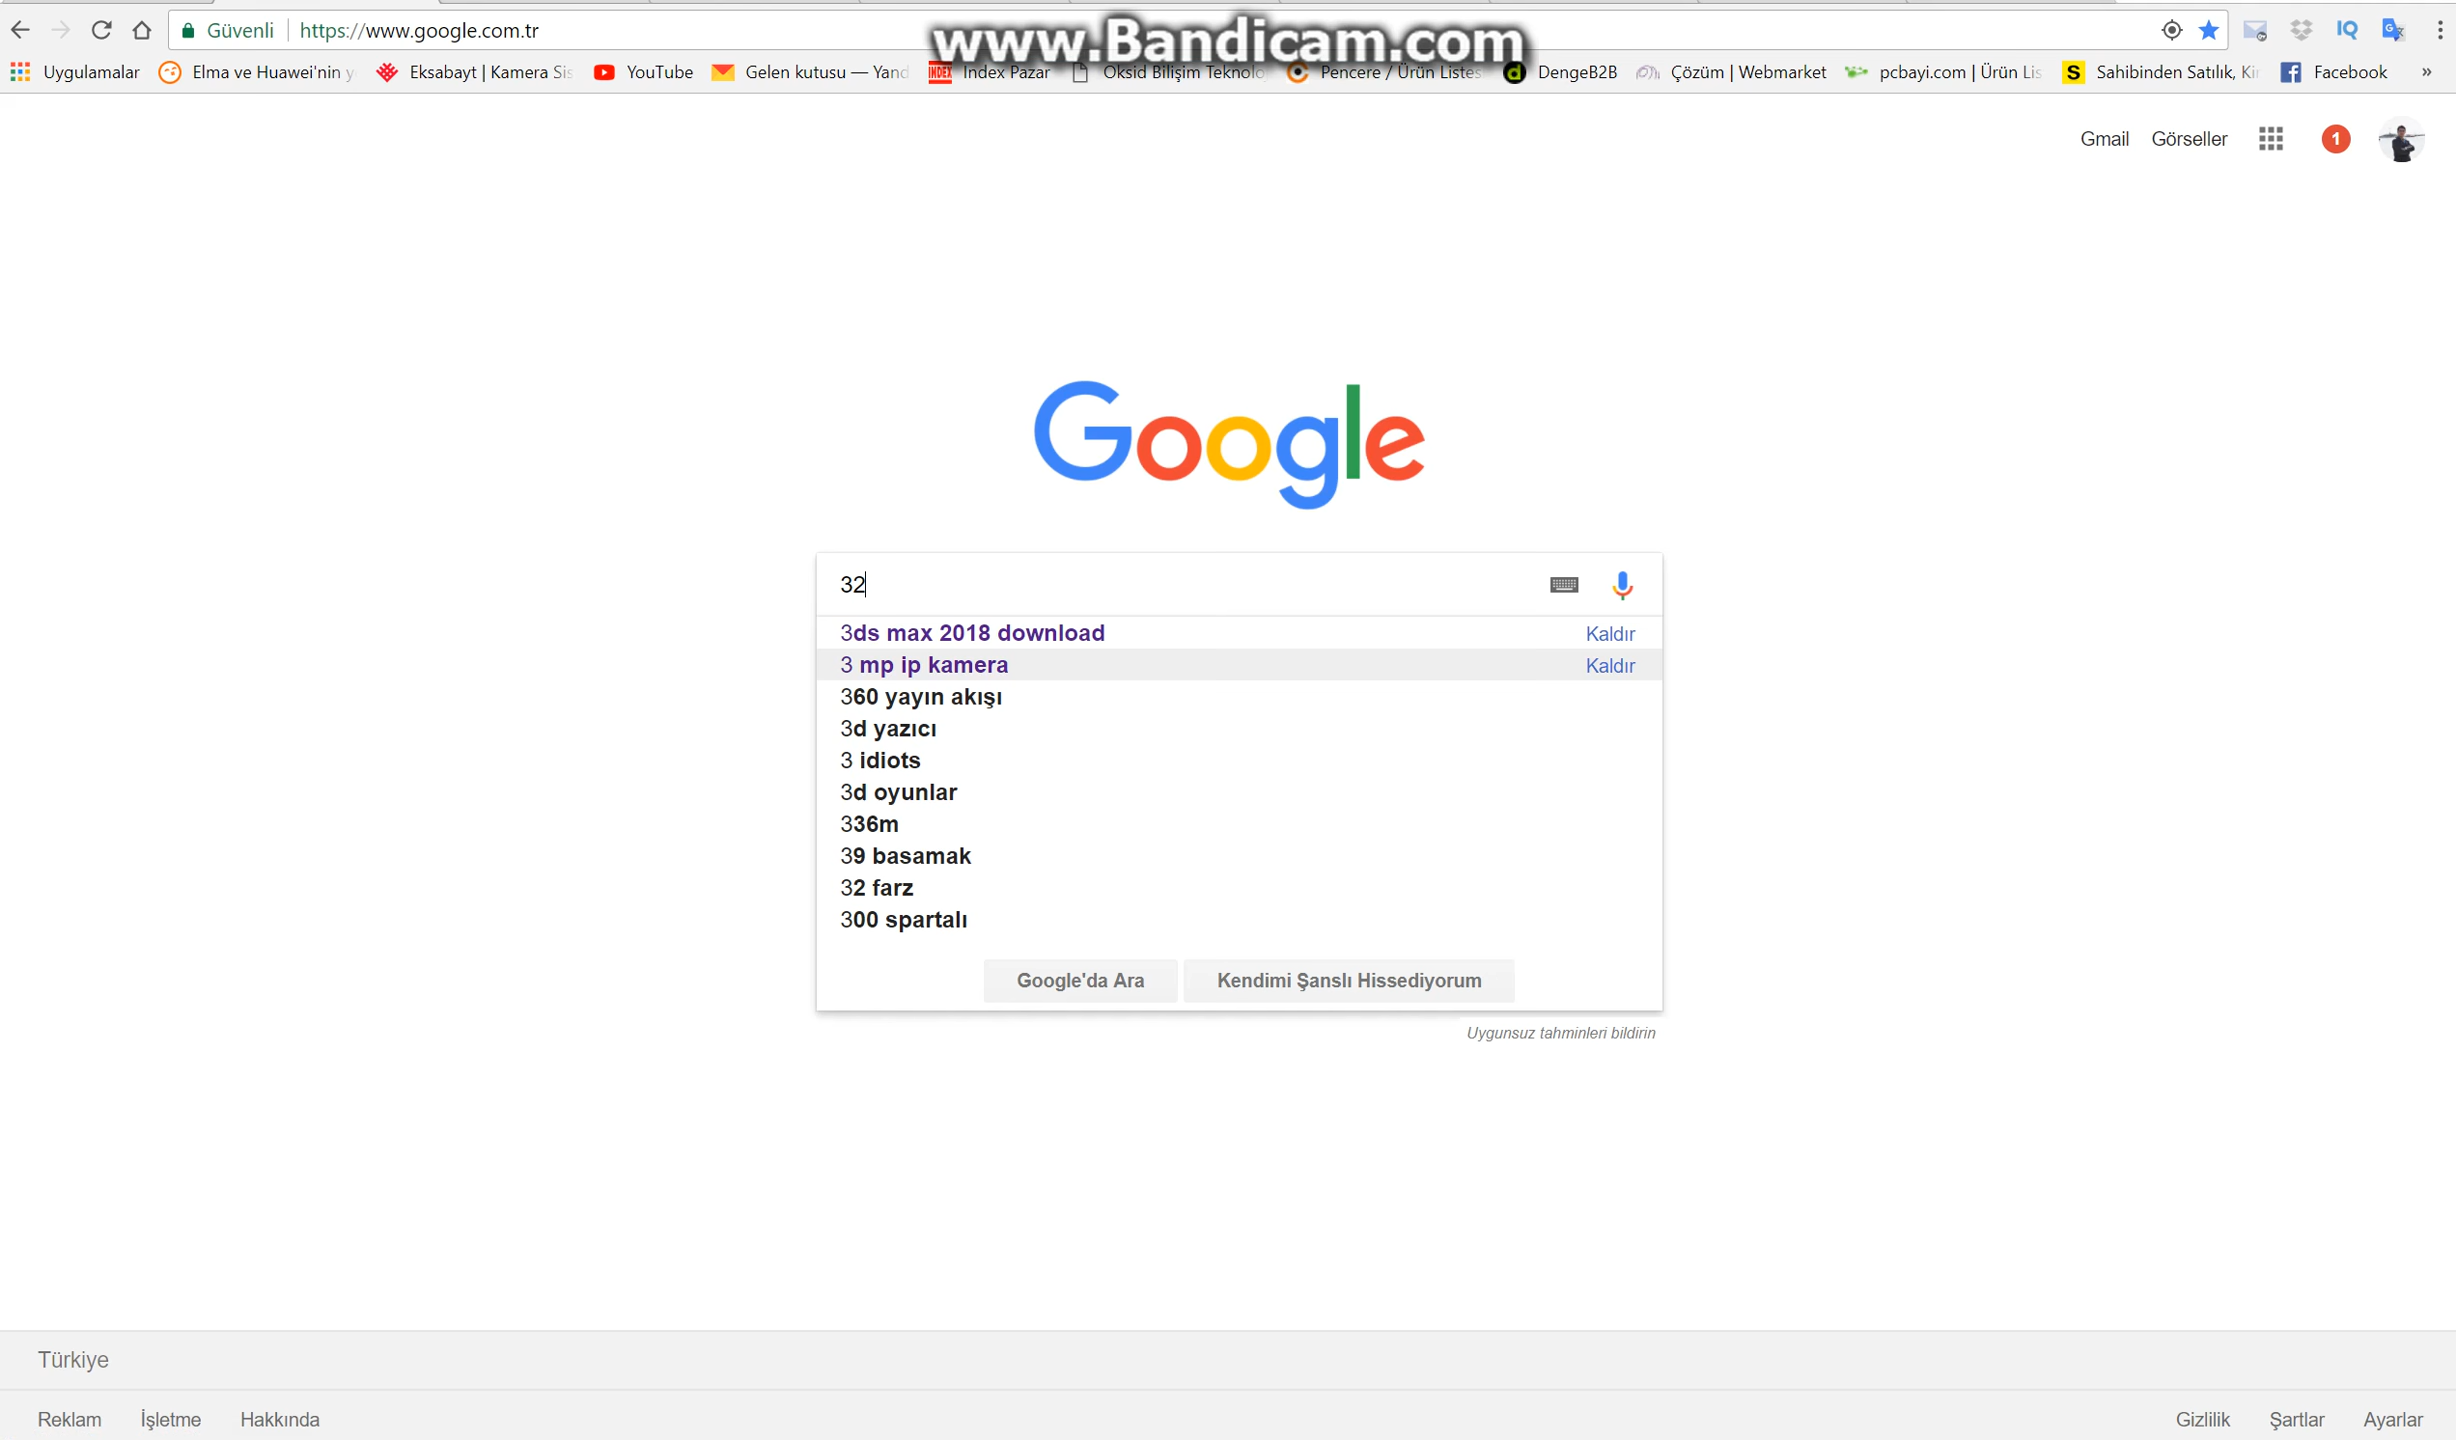 Güvenli https://www.google.com.tr
www.Bandicam.com
Uygulamalar Elma ve Huawei'nin y Eksabayt | Kamera Sis YouTube Gelen kutusu — Yand INDEX Index Pazar Oksid Bilişim Teknoloj Pencere / Ürün Listes DengeB2B Çözüm | Webmarket pcbayi.com | Ürün Lis Sahibinden Satılık, Kir Facebook »
Gmail Görseller 1
Google
32
3ds max 2018 download Kaldır
3 mp ip kamera Kaldır
360 yayın akışı
3d yazıcı
3 idiots
3d oyunlar
336m
39 basamak
32 farz
300 spartalı
Google'da Ara Kendimi Şanslı Hissediyorum
Uygunsuz tahminleri bildirin
Türkiye
Reklam İşletme Hakkında Gizlilik Şartlar Ayarlar